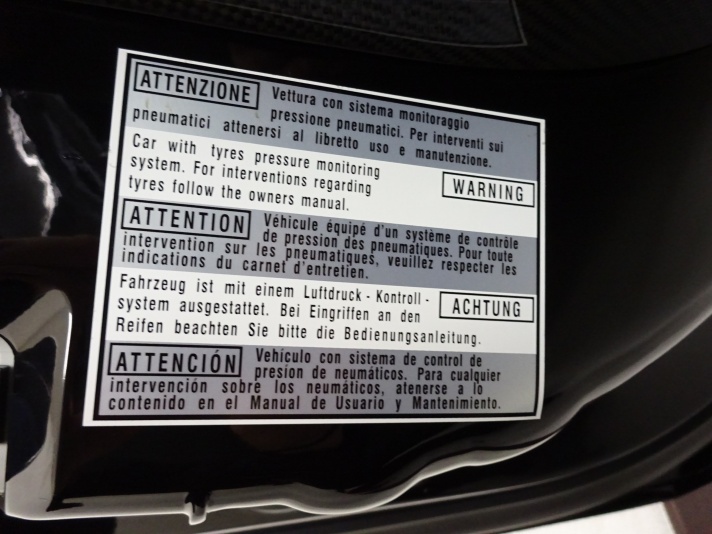 ATTENZIONE Vettura con sistema monitoraggio
pressione pneumatici. Per interventi sui
pneumatici attenersi al libretto uso e manutenzione.
Car with tyres pressure monitoring
system. For interventions regarding
WARNING
tyres follow the owners manual.
ATTENTION Véhicule équipé d'un système de contrôle
de pression des pneumatiques. Pour toute
intervention sur les pneumatiques, veuillez respecter les
indications du carnet d'entretien.
Fahrzeug ist mit einem Luftdruck - Kontroll -
system ausgestattet. Bei Eingriffen an den
ACHTUNG
Reifen beachten Sie bitte die Bedienungsanleitung.
ATTENCIÓN Vehículo con sistema de control de
presion de neumáticos. Para cualquier
intervención sobre los neumáticos, atenerse a lo
contenido en el Manual de Usuario y Mantenimiento.